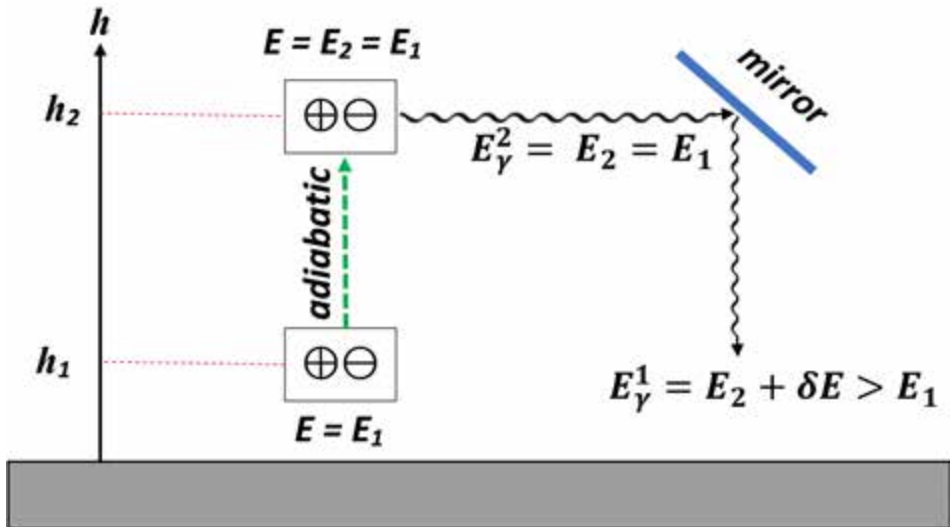 h
E = E₂ = E₁
mirror
h₂
⊕ ⊖
E²ᵧ = E₂ = E₁
adiabatic
h₁
⊕ ⊖
E¹ᵧ = E₂ + δE > E₁
E = E₁